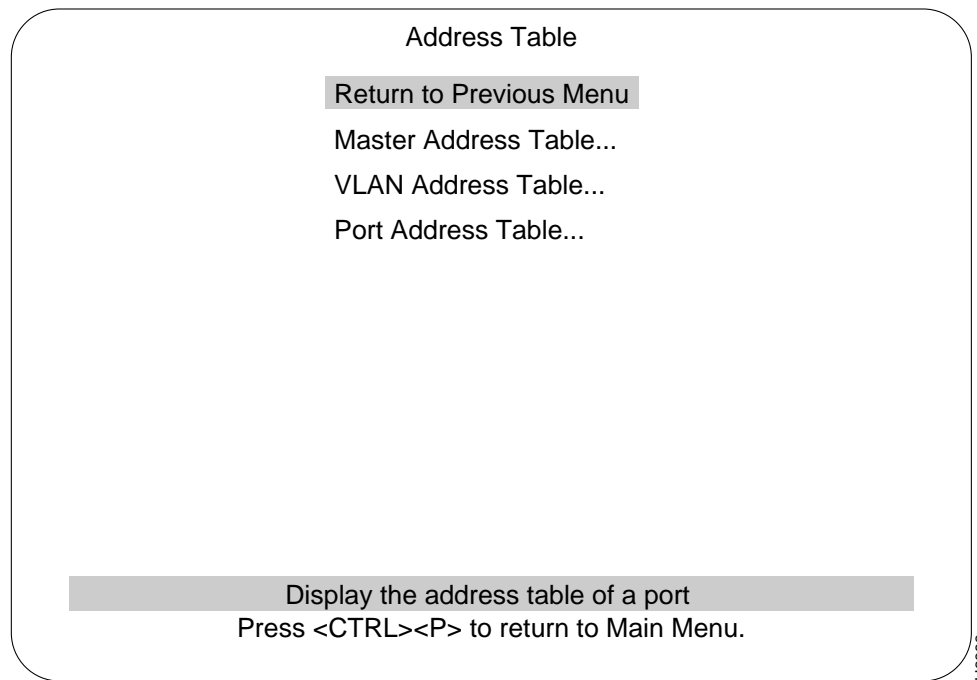 Address Table
Return to Previous Menu
Master Address Table...
VLAN Address Table...
Port Address Table...
Display the address table of a port
Press <CTRL><P> to return to Main Menu.